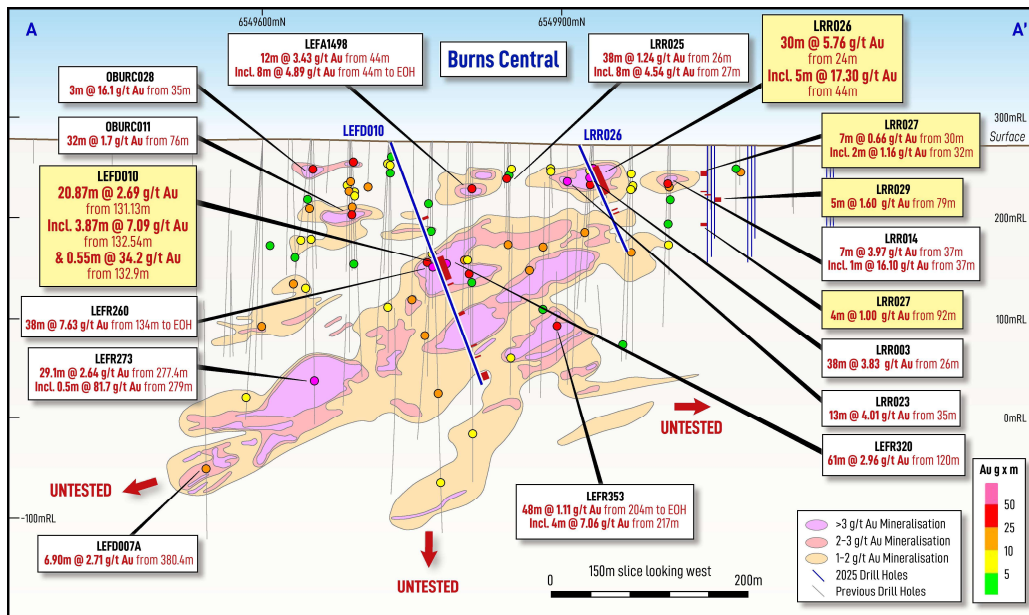 6549600mN
6549900mN
A
A'
Burns Central
LEFA1498
12m @ 3.43 g/t Au from 44m
Incl. 8m @ 4.89 g/t Au from 44m to EOH
LRR025
38m @ 1.24 g/t Au from 26m
Incl. 8m @ 4.54 g/t Au from 27m
LRR026
30m @ 5.76 g/t Au
from 24m
Incl. 5m @ 17.30 g/t Au
from 44m
OBURC028
3m @ 16.1 g/t Au from 35m
OBURC011
32m @ 1.7 g/t Au from 76m
LEFD010
LRR026
300mRL
Surface
LRR027
7m @ 0.66 g/t Au from 30m
Incl. 2m @ 1.16 g/t Au from 32m
LEFD010
20.87m @ 2.69 g/t Au
from 131.13m
Incl. 3.87m @ 7.09 g/t Au
from 132.54m
& 0.55m @ 34.2 g/t Au
from 132.9m
LRR029
5m @ 1.60 g/t Au from 79m
200mRL
LRR014
7m @ 3.97 g/t Au from 37m
Incl. 1m @ 16.10 g/t Au from 37m
LEFR260
38m @ 7.63 g/t Au from 134m to EOH
LRR027
4m @ 1.00 g/t Au from 92m
100mRL
LEFR273
29.1m @ 2.64 g/t Au from 277.4m
Incl. 0.5m @ 81.7 g/t Au from 279m
LRR003
38m @ 3.83 g/t Au from 26m
LRR023
13m @ 4.01 g/t Au from 35m
0mRL
UNTESTED
LEFR320
61m @ 2.96 g/t Au from 120m
UNTESTED
LEFR353
48m @ 1.11 g/t Au from 204m to EOH
Incl. 4m @ 7.06 g/t Au from 217m
-100mRL
LEFD007A
6.90m @ 2.71 g/t Au from 380.4m
UNTESTED
150m slice looking west
0
200m
>3 g/t Au Mineralisation
2-3 g/t Au Mineralisation
1-2 g/t Au Mineralisation
2025 Drill Holes
Previous Drill Holes
Au g x m
50
25
10
5